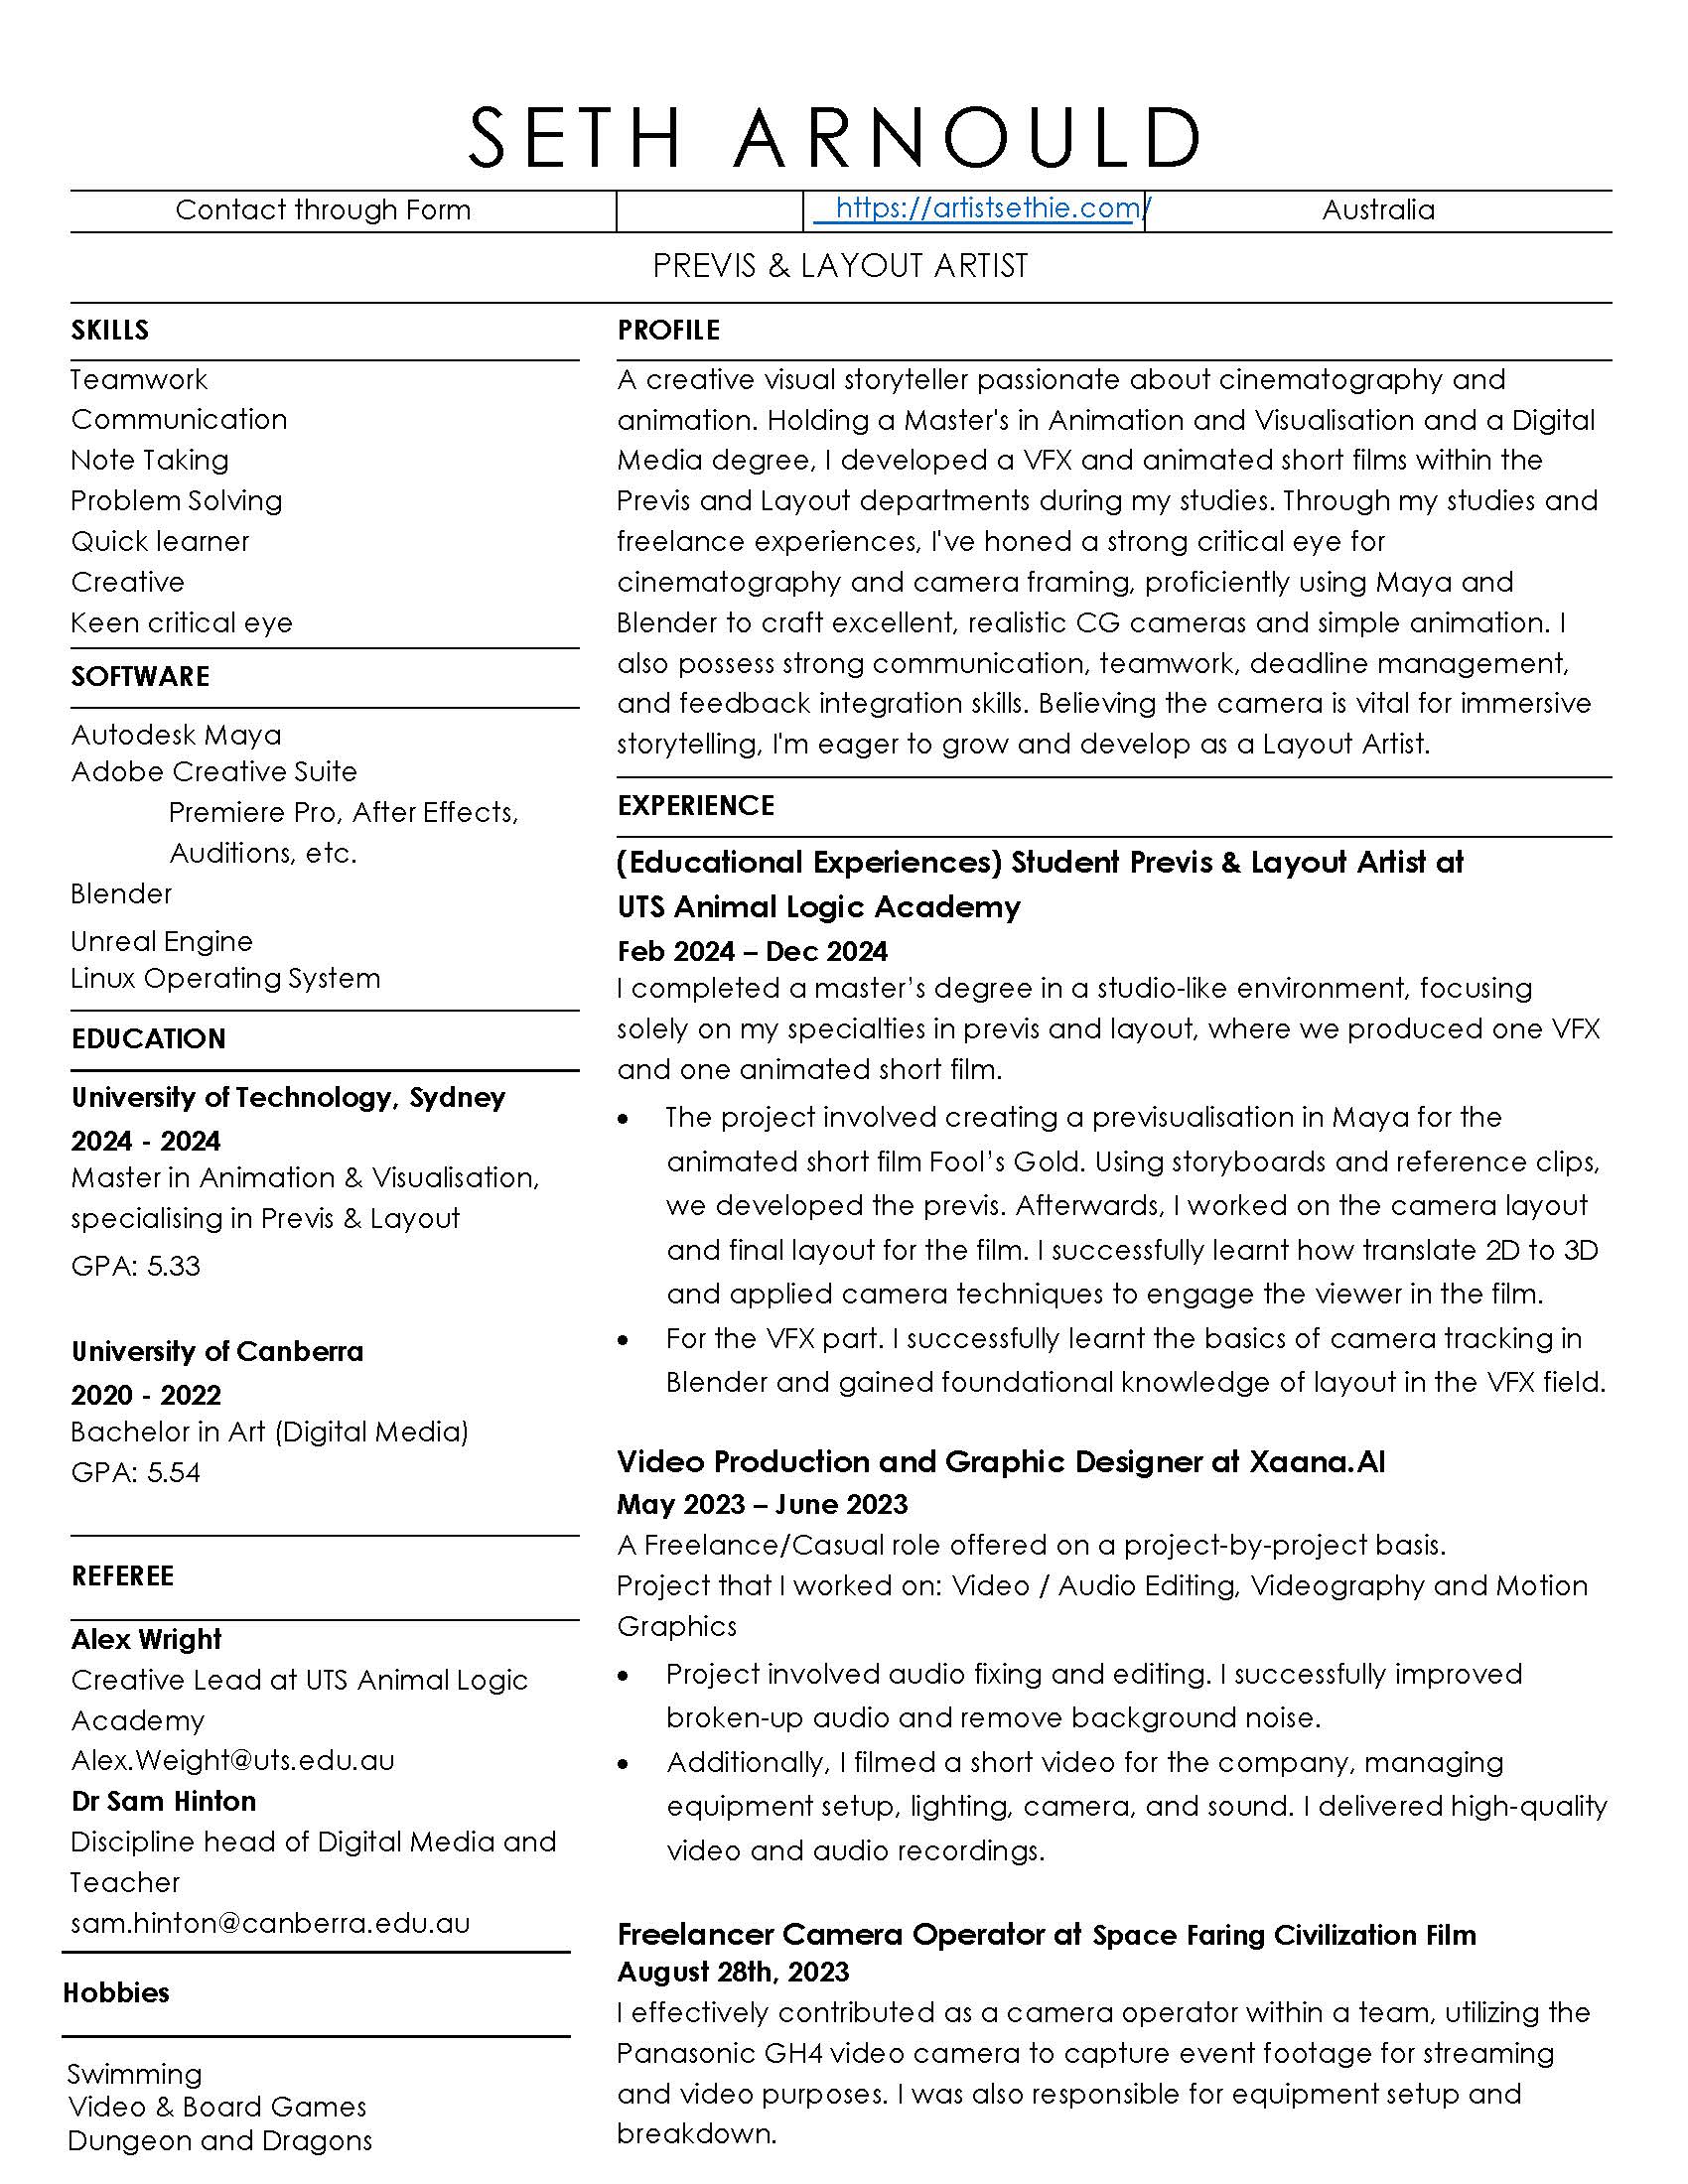 SETH ARNOULD
Contact through Form
https://artistsethie.com/
Australia
PREVIS & LAYOUT ARTIST
SKILLS
Teamwork
Communication
Note Taking
Problem Solving
Quick learner
Creative
Keen critical eye
SOFTWARE
Autodesk Maya
Adobe Creative Suite
Premiere Pro, After Effects,
Auditions, etc.
Blender
Unreal Engine
Linux Operating System
EDUCATION
University of Technology, Sydney
2024 - 2024
Master in Animation & Visualisation,
specialising in Previs & Layout
GPA: 5.33
University of Canberra
2020 - 2022
Bachelor in Art (Digital Media)
GPA: 5.54
REFEREE
Alex Wright
Creative Lead at UTS Animal Logic
Academy
Alex.Weight@uts.edu.au
Dr Sam Hinton
Discipline head of Digital Media and
Teacher
sam.hinton@canberra.edu.au
Hobbies
Swimming
Video & Board Games
Dungeon and Dragons
PROFILE
A creative visual storyteller passionate about cinematography and
animation. Holding a Master's in Animation and Visualisation and a Digital
Media degree, I developed a VFX and animated short films within the
Previs and Layout departments during my studies. Through my studies and
freelance experiences, I've honed a strong critical eye for
cinematography and camera framing, proficiently using Maya and
Blender to craft excellent, realistic CG cameras and simple animation. I
also possess strong communication, teamwork, deadline management,
and feedback integration skills. Believing the camera is vital for immersive
storytelling, I'm eager to grow and develop as a Layout Artist.
EXPERIENCE
(Educational Experiences) Student Previs & Layout Artist at
UTS Animal Logic Academy
Feb 2024 – Dec 2024
I completed a master's degree in a studio-like environment, focusing
solely on my specialties in previs and layout, where we produced one VFX
and one animated short film.
• The project involved creating a previsualisation in Maya for the
animated short film Fool's Gold. Using storyboards and reference clips,
we developed the previs. Afterwards, I worked on the camera layout
and final layout for the film. I successfully learnt how translate 2D to 3D
and applied camera techniques to engage the viewer in the film.
• For the VFX part. I successfully learnt the basics of camera tracking in
Blender and gained foundational knowledge of layout in the VFX field.
Video Production and Graphic Designer at Xaana.AI
May 2023 – June 2023
A Freelance/Casual role offered on a project-by-project basis.
Project that I worked on: Video / Audio Editing, Videography and Motion
Graphics
• Project involved audio fixing and editing. I successfully improved
broken-up audio and remove background noise.
• Additionally, I filmed a short video for the company, managing
equipment setup, lighting, camera, and sound. I delivered high-quality
video and audio recordings.
Freelancer Camera Operator at Space Faring Civilization Film
August 28th, 2023
I effectively contributed as a camera operator within a team, utilizing the
Panasonic GH4 video camera to capture event footage for streaming
and video purposes. I was also responsible for equipment setup and
breakdown.